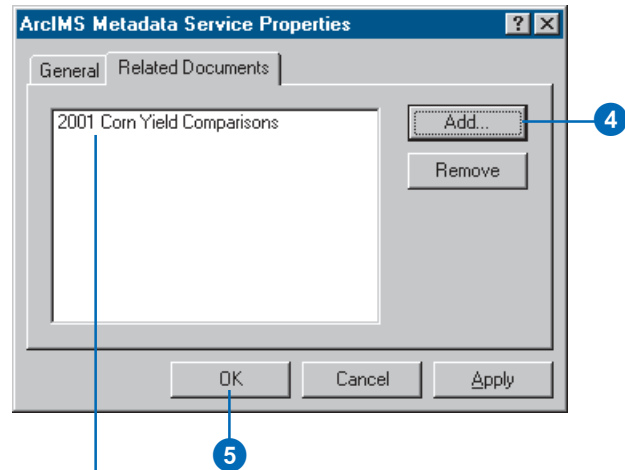 ArcIMS Metadata Service Properties ? ×
General Related Documents
2001 Corn Yield Comparisons
Add...
4
Remove
OK Cancel Apply
5